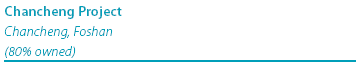 Chancheng Project
Chancheng, Foshan
(80% owned)